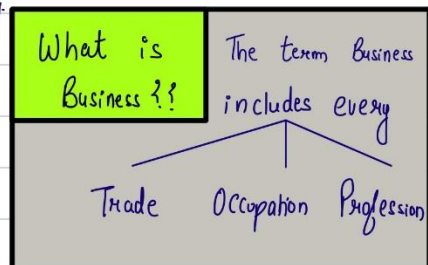 What is
Business ??
The term Business
includes every
Trade Occupation Profession